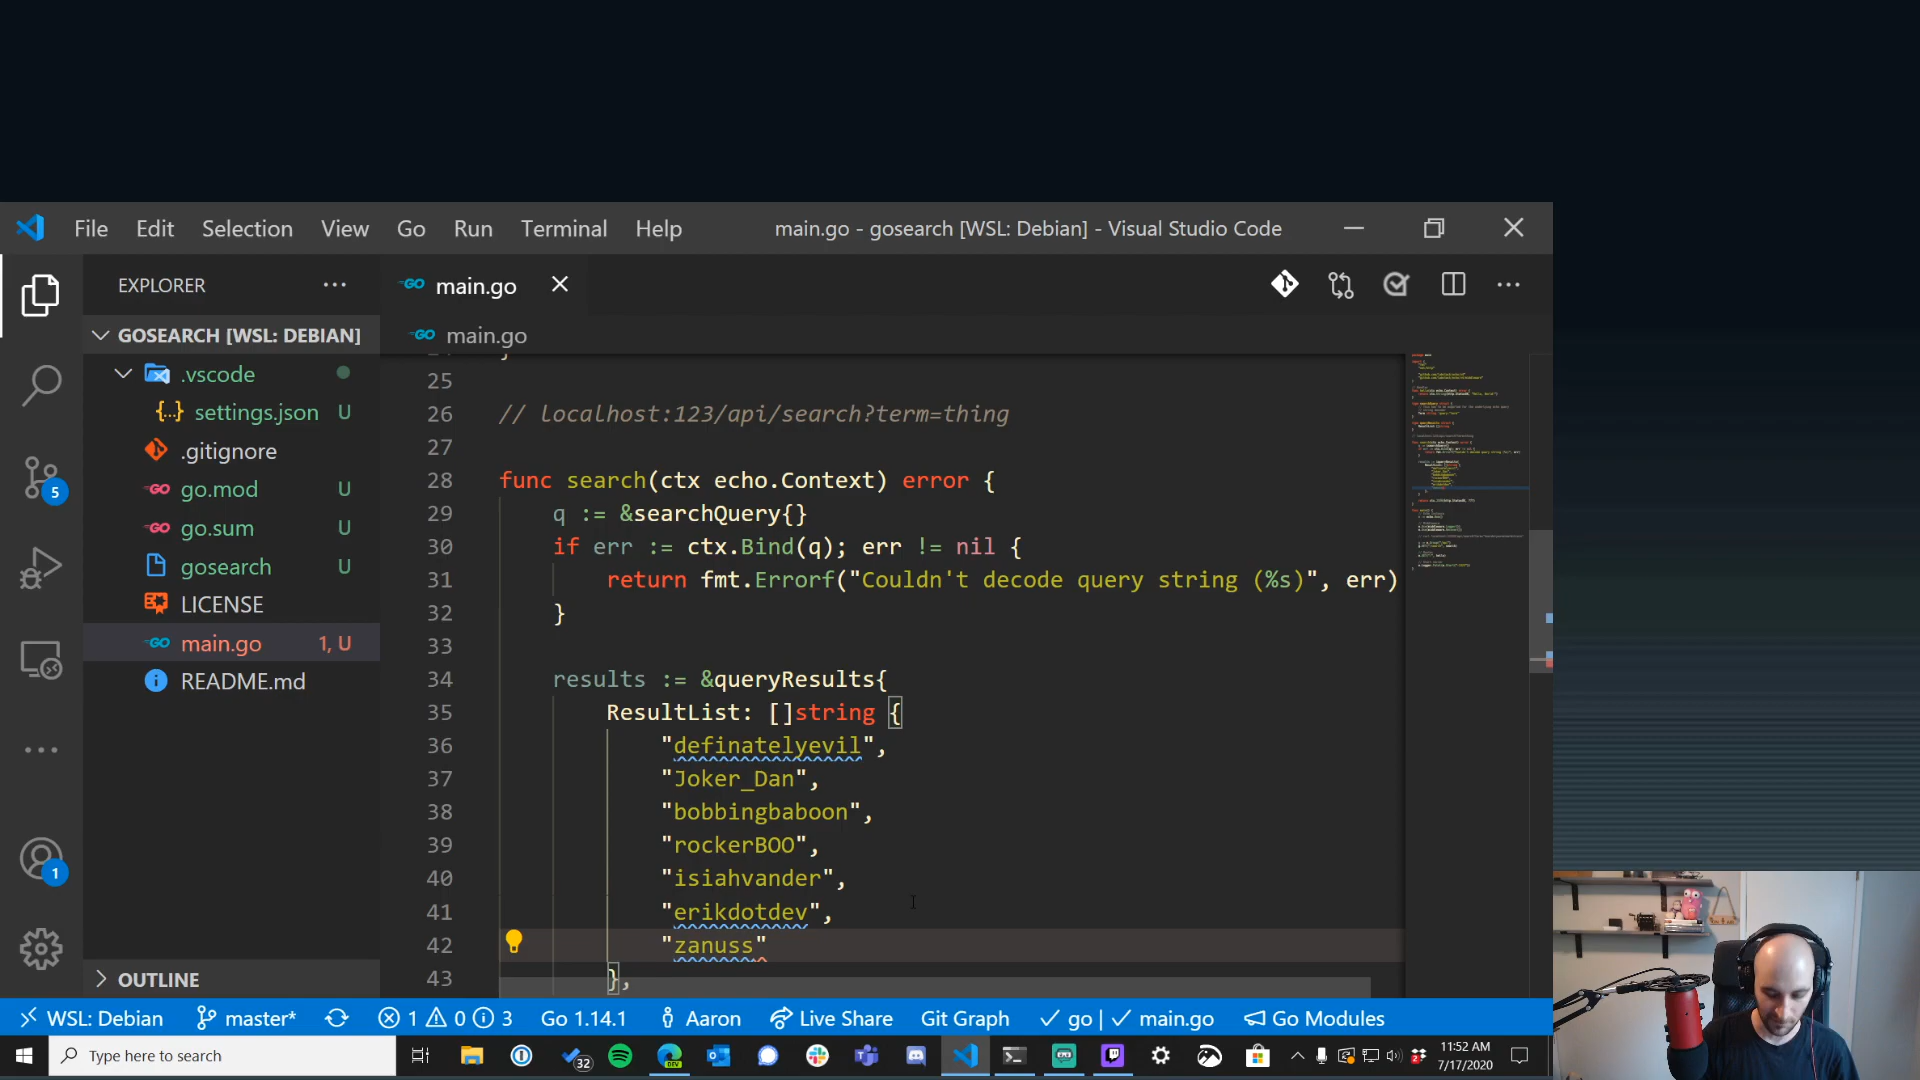 File Edit Selection View Go Run Terminal Help
main.go - gosearch [WSL: Debian] - Visual Studio Code
EXPLORER
main.go
GOSEARCH [WSL: DEBIAN]
main.go
.vscode
settings.json U
.gitignore
go.mod U
go.sum U
gosearch U
LICENSE
main.go 1, U
README.md
OUTLINE
5
1
25
26 // localhost:123/api/search?term=thing
27
28 func search(ctx echo.Context) error {
29 q := &searchQuery{}
30 if err := ctx.Bind(q); err != nil {
31 return fmt.Errorf("Couldn't decode query string (%s)", err)
32 }
33
34 results := &queryResults{
35 ResultList: []string {
36 "definatelyevil",
37 "Joker_Dan",
38 "bobbingbaboon",
39 "rockerBOO",
40 "isiahvander",
41 "erikdotdev",
42 "zanuss"
43 },
WSL: Debian master* 1 0 3 Go 1.14.1 Aaron Live Share Git Graph go | main.go Go Modules
Type here to search
32
DEV
11:52 AM
7/17/2020